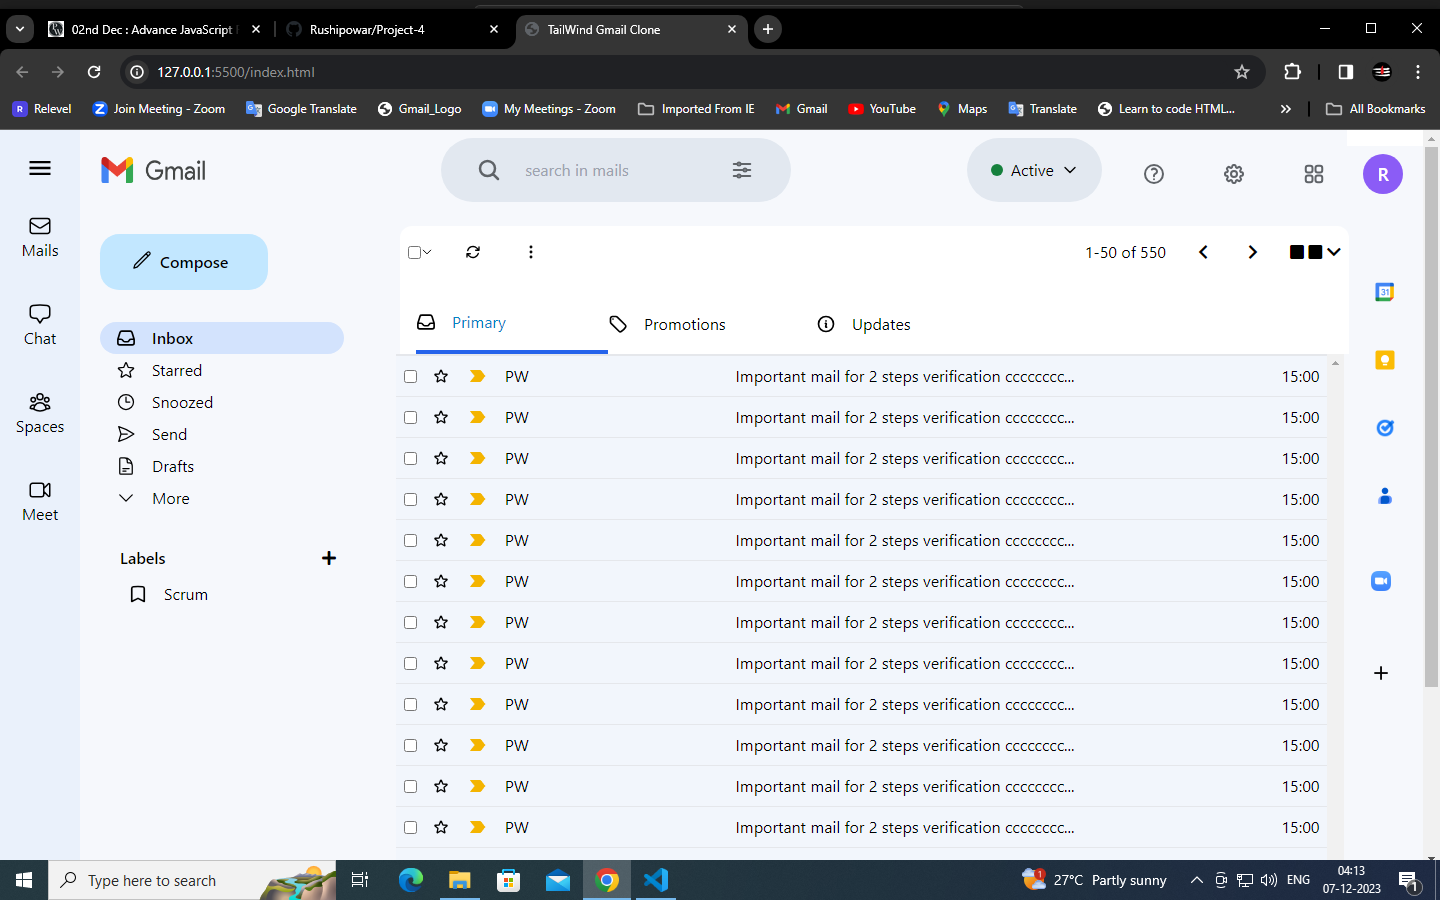 02nd Dec : Advance JavaScript
Rushipowar/Project-4
TailWind Gmail Clone
127.0.0.1:5500/index.html
R Relevel
Z Join Meeting - Zoom
Google Translate
Gmail_Logo
My Meetings - Zoom
Imported From IE
Gmail
YouTube
Maps
Translate
Learn to code HTML...
All Bookmarks
Gmail
search in mails
Active
R
Mails
Chat
Spaces
Meet
Compose
Inbox
Starred
Snoozed
Send
Drafts
More
Labels
Scrum
1-50 of 550
Primary
Promotions
Updates
PW Important mail for 2 steps verification cccccccc... 15:00
PW Important mail for 2 steps verification cccccccc... 15:00
PW Important mail for 2 steps verification cccccccc... 15:00
PW Important mail for 2 steps verification cccccccc... 15:00
PW Important mail for 2 steps verification cccccccc... 15:00
PW Important mail for 2 steps verification cccccccc... 15:00
PW Important mail for 2 steps verification cccccccc... 15:00
PW Important mail for 2 steps verification cccccccc... 15:00
PW Important mail for 2 steps verification cccccccc... 15:00
PW Important mail for 2 steps verification cccccccc... 15:00
PW Important mail for 2 steps verification cccccccc... 15:00
PW Important mail for 2 steps verification cccccccc... 15:00
31
Type here to search
1
27°C Partly sunny
ENG
04:13
07-12-2023
1